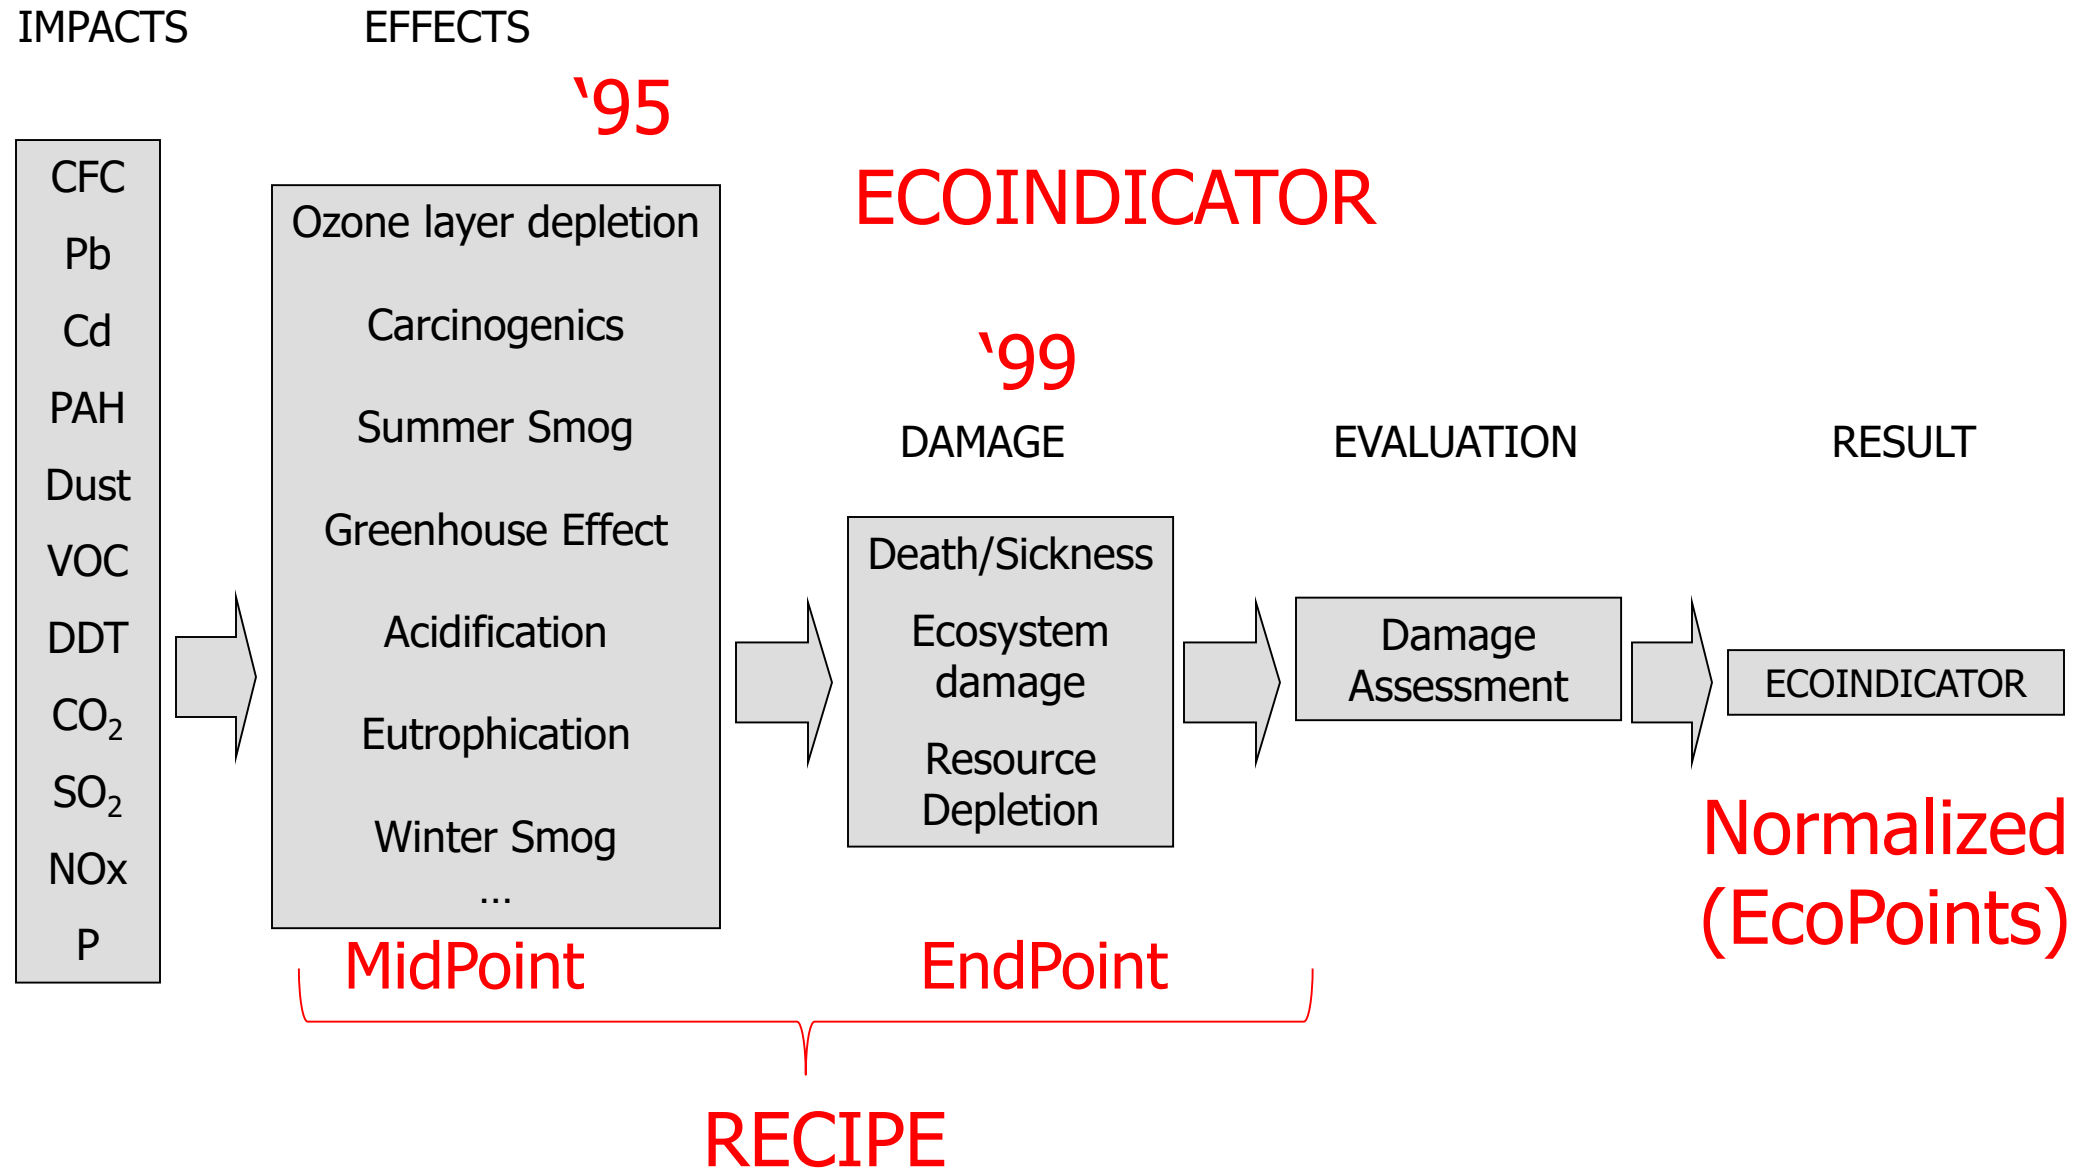 IMPACTS
EFFECTS
‘95
ECOINDICATOR
‘99
CFC
Pb
Cd
PAH
Dust
VOC
DDT
CO₂
SO₂
NOx
P
Ozone layer depletion
Carcinogenics
Summer Smog
Greenhouse Effect
Acidification
Eutrophication
Winter Smog
...
DAMAGE
Death/Sickness
Ecosystem
damage
Resource
Depletion
EVALUATION
Damage
Assessment
RESULT
ECOINDICATOR
Normalized
(EcoPoints)
MidPoint
EndPoint
RECIPE